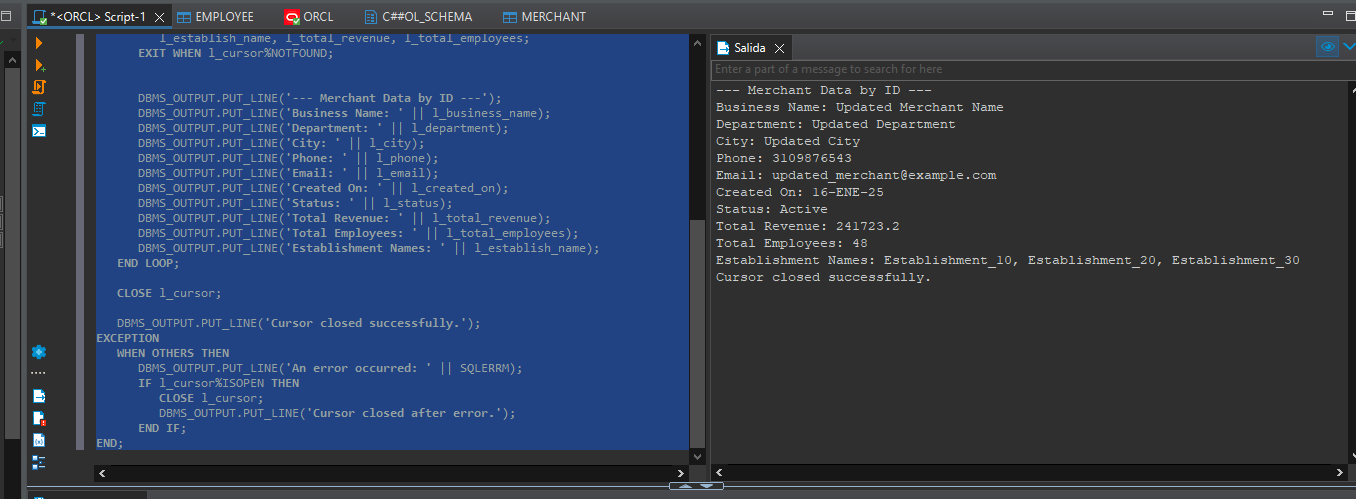 *<ORCL> Script-1
EMPLOYEE
ORCL
C##OL_SCHEMA
MERCHANT
l_establish_name, l_total_revenue, l_total_employees;
EXIT WHEN l_cursor%NOTFOUND;
DBMS_OUTPUT.PUT_LINE('--- Merchant Data by ID ---');
DBMS_OUTPUT.PUT_LINE('Business Name: ' || l_business_name);
DBMS_OUTPUT.PUT_LINE('Department: ' || l_department);
DBMS_OUTPUT.PUT_LINE('City: ' || l_city);
DBMS_OUTPUT.PUT_LINE('Phone: ' || l_phone);
DBMS_OUTPUT.PUT_LINE('Email: ' || l_email);
DBMS_OUTPUT.PUT_LINE('Created On: ' || l_created_on);
DBMS_OUTPUT.PUT_LINE('Status: ' || l_status);
DBMS_OUTPUT.PUT_LINE('Total Revenue: ' || l_total_revenue);
DBMS_OUTPUT.PUT_LINE('Total Employees: ' || l_total_employees);
DBMS_OUTPUT.PUT_LINE('Establishment Names: ' || l_establish_name);
END LOOP;
CLOSE l_cursor;
DBMS_OUTPUT.PUT_LINE('Cursor closed successfully.');
EXCEPTION
WHEN OTHERS THEN
DBMS_OUTPUT.PUT_LINE('An error occurred: ' || SQLERRM);
IF l_cursor%ISOPEN THEN
CLOSE l_cursor;
DBMS_OUTPUT.PUT_LINE('Cursor closed after error.');
END IF;
END;
Salida
Enter a part of a message to search for here
--- Merchant Data by ID ---
Business Name: Updated Merchant Name
Department: Updated Department
City: Updated City
Phone: 3109876543
Email: updated_merchant@example.com
Created On: 16-ENE-25
Status: Active
Total Revenue: 241723.2
Total Employees: 48
Establishment Names: Establishment_10, Establishment_20, Establishment_30
Cursor closed successfully.